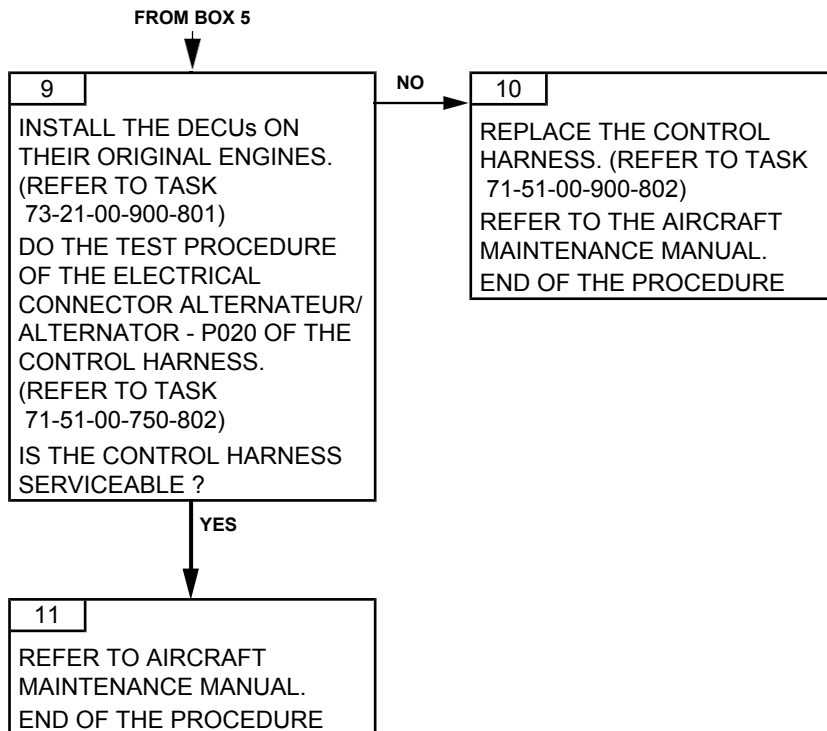 FROM BOX 5
9
INSTALL THE DECUs ON
THEIR ORIGINAL ENGINES.
(REFER TO TASK
73-21-00-900-801)
DO THE TEST PROCEDURE
OF THE ELECTRICAL
CONNECTOR ALTERNATEUR/
ALTERNATOR - P020 OF THE
CONTROL HARNESS.
(REFER TO TASK
71-51-00-750-802)
IS THE CONTROL HARNESS
SERVICEABLE ?
NO
10
REPLACE THE CONTROL
HARNESS. (REFER TO TASK
71-51-00-900-802)
REFER TO THE AIRCRAFT
MAINTENANCE MANUAL.
END OF THE PROCEDURE
YES
11
REFER TO AIRCRAFT
MAINTENANCE MANUAL.
END OF THE PROCEDURE